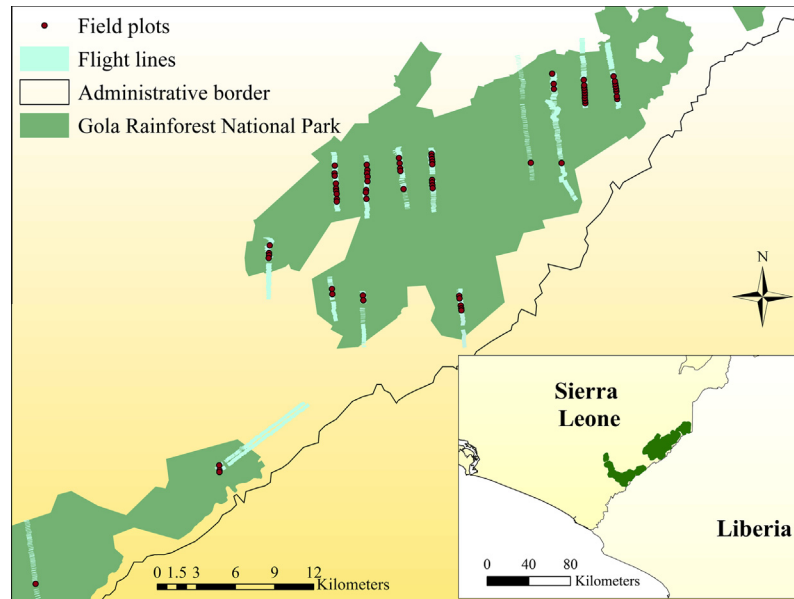 Field plots
Flight lines
Administrative border
Gola Rainforest National Park
N
Sierra
Leone
Liberia
0 1.5 3 6 9 12
Kilometers
0 40 80
Kilometers